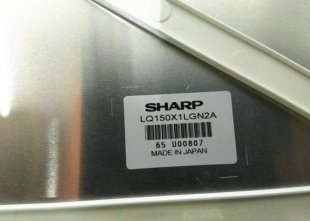 SHARP
LQ150X1LGN2A
65 U00807
MADE IN JAPAN